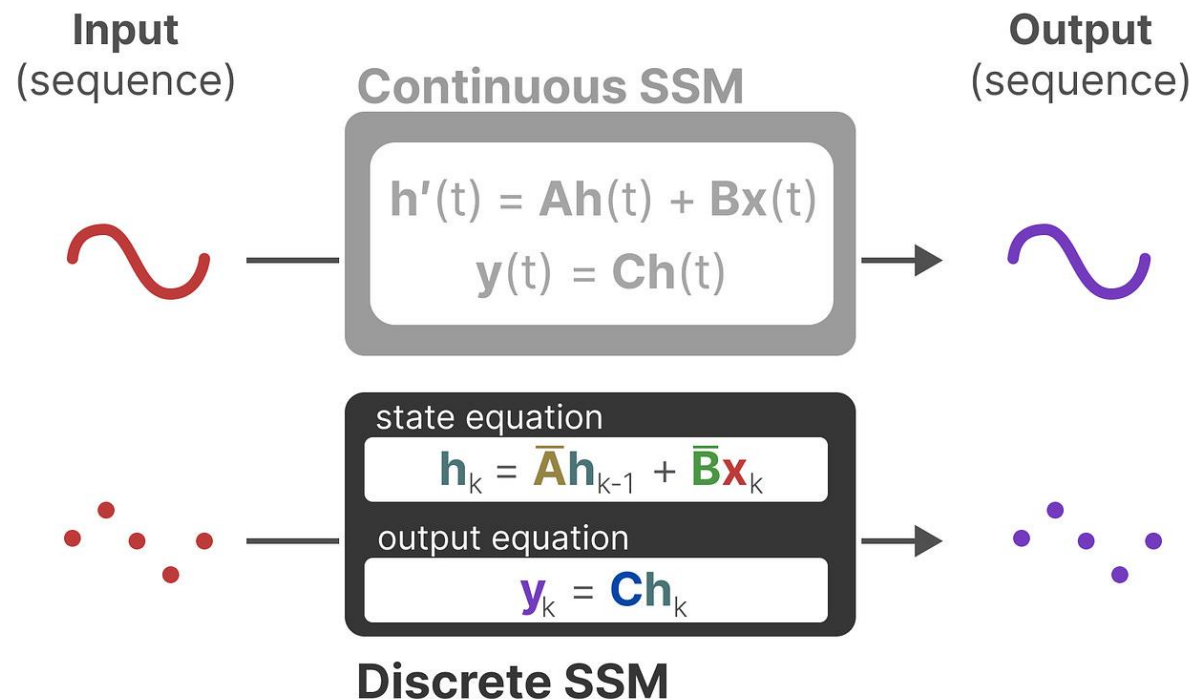 Input
(sequence)
Output
(sequence)
Continuous SSM
h'(t) = Ah(t) + Bx(t)
y(t) = Ch(t)
state equation
hₖ = A̅hₖ₋₁ + B̅xₖ
output equation
yₖ = Chₖ
Discrete SSM